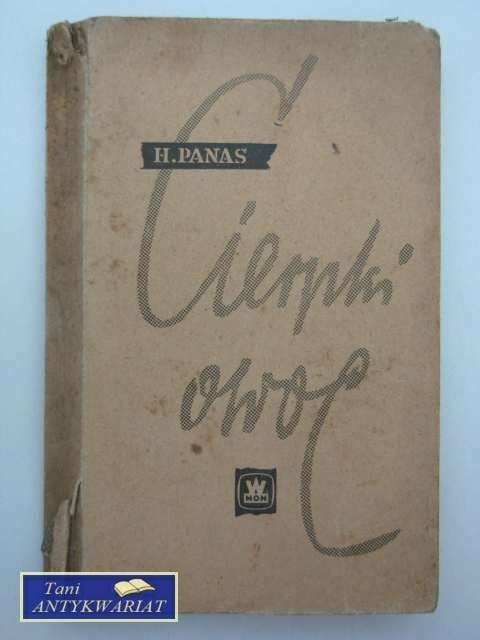 H. PANAS
Cierpki
owoc
W
MON
Tani
ANTYKWARIAT